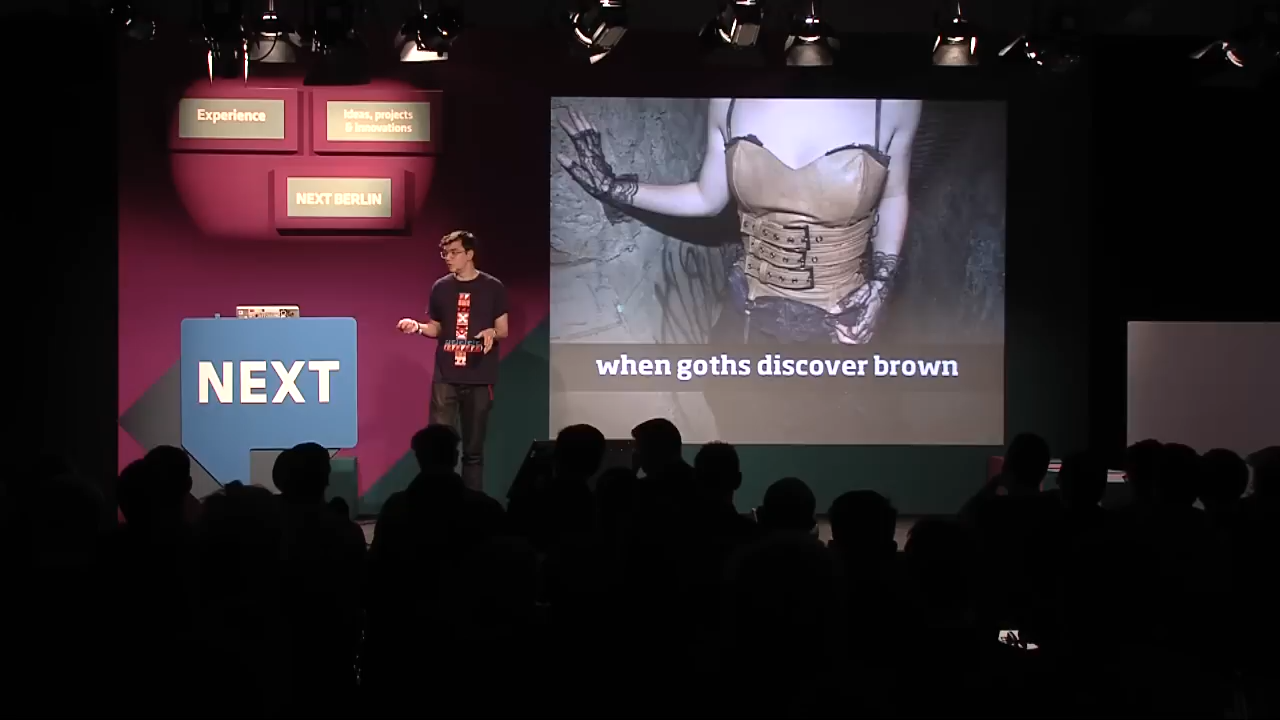 Experience
Ideas, projects
& innovations
NEXT BERLIN
NEXT
when goths discover brown